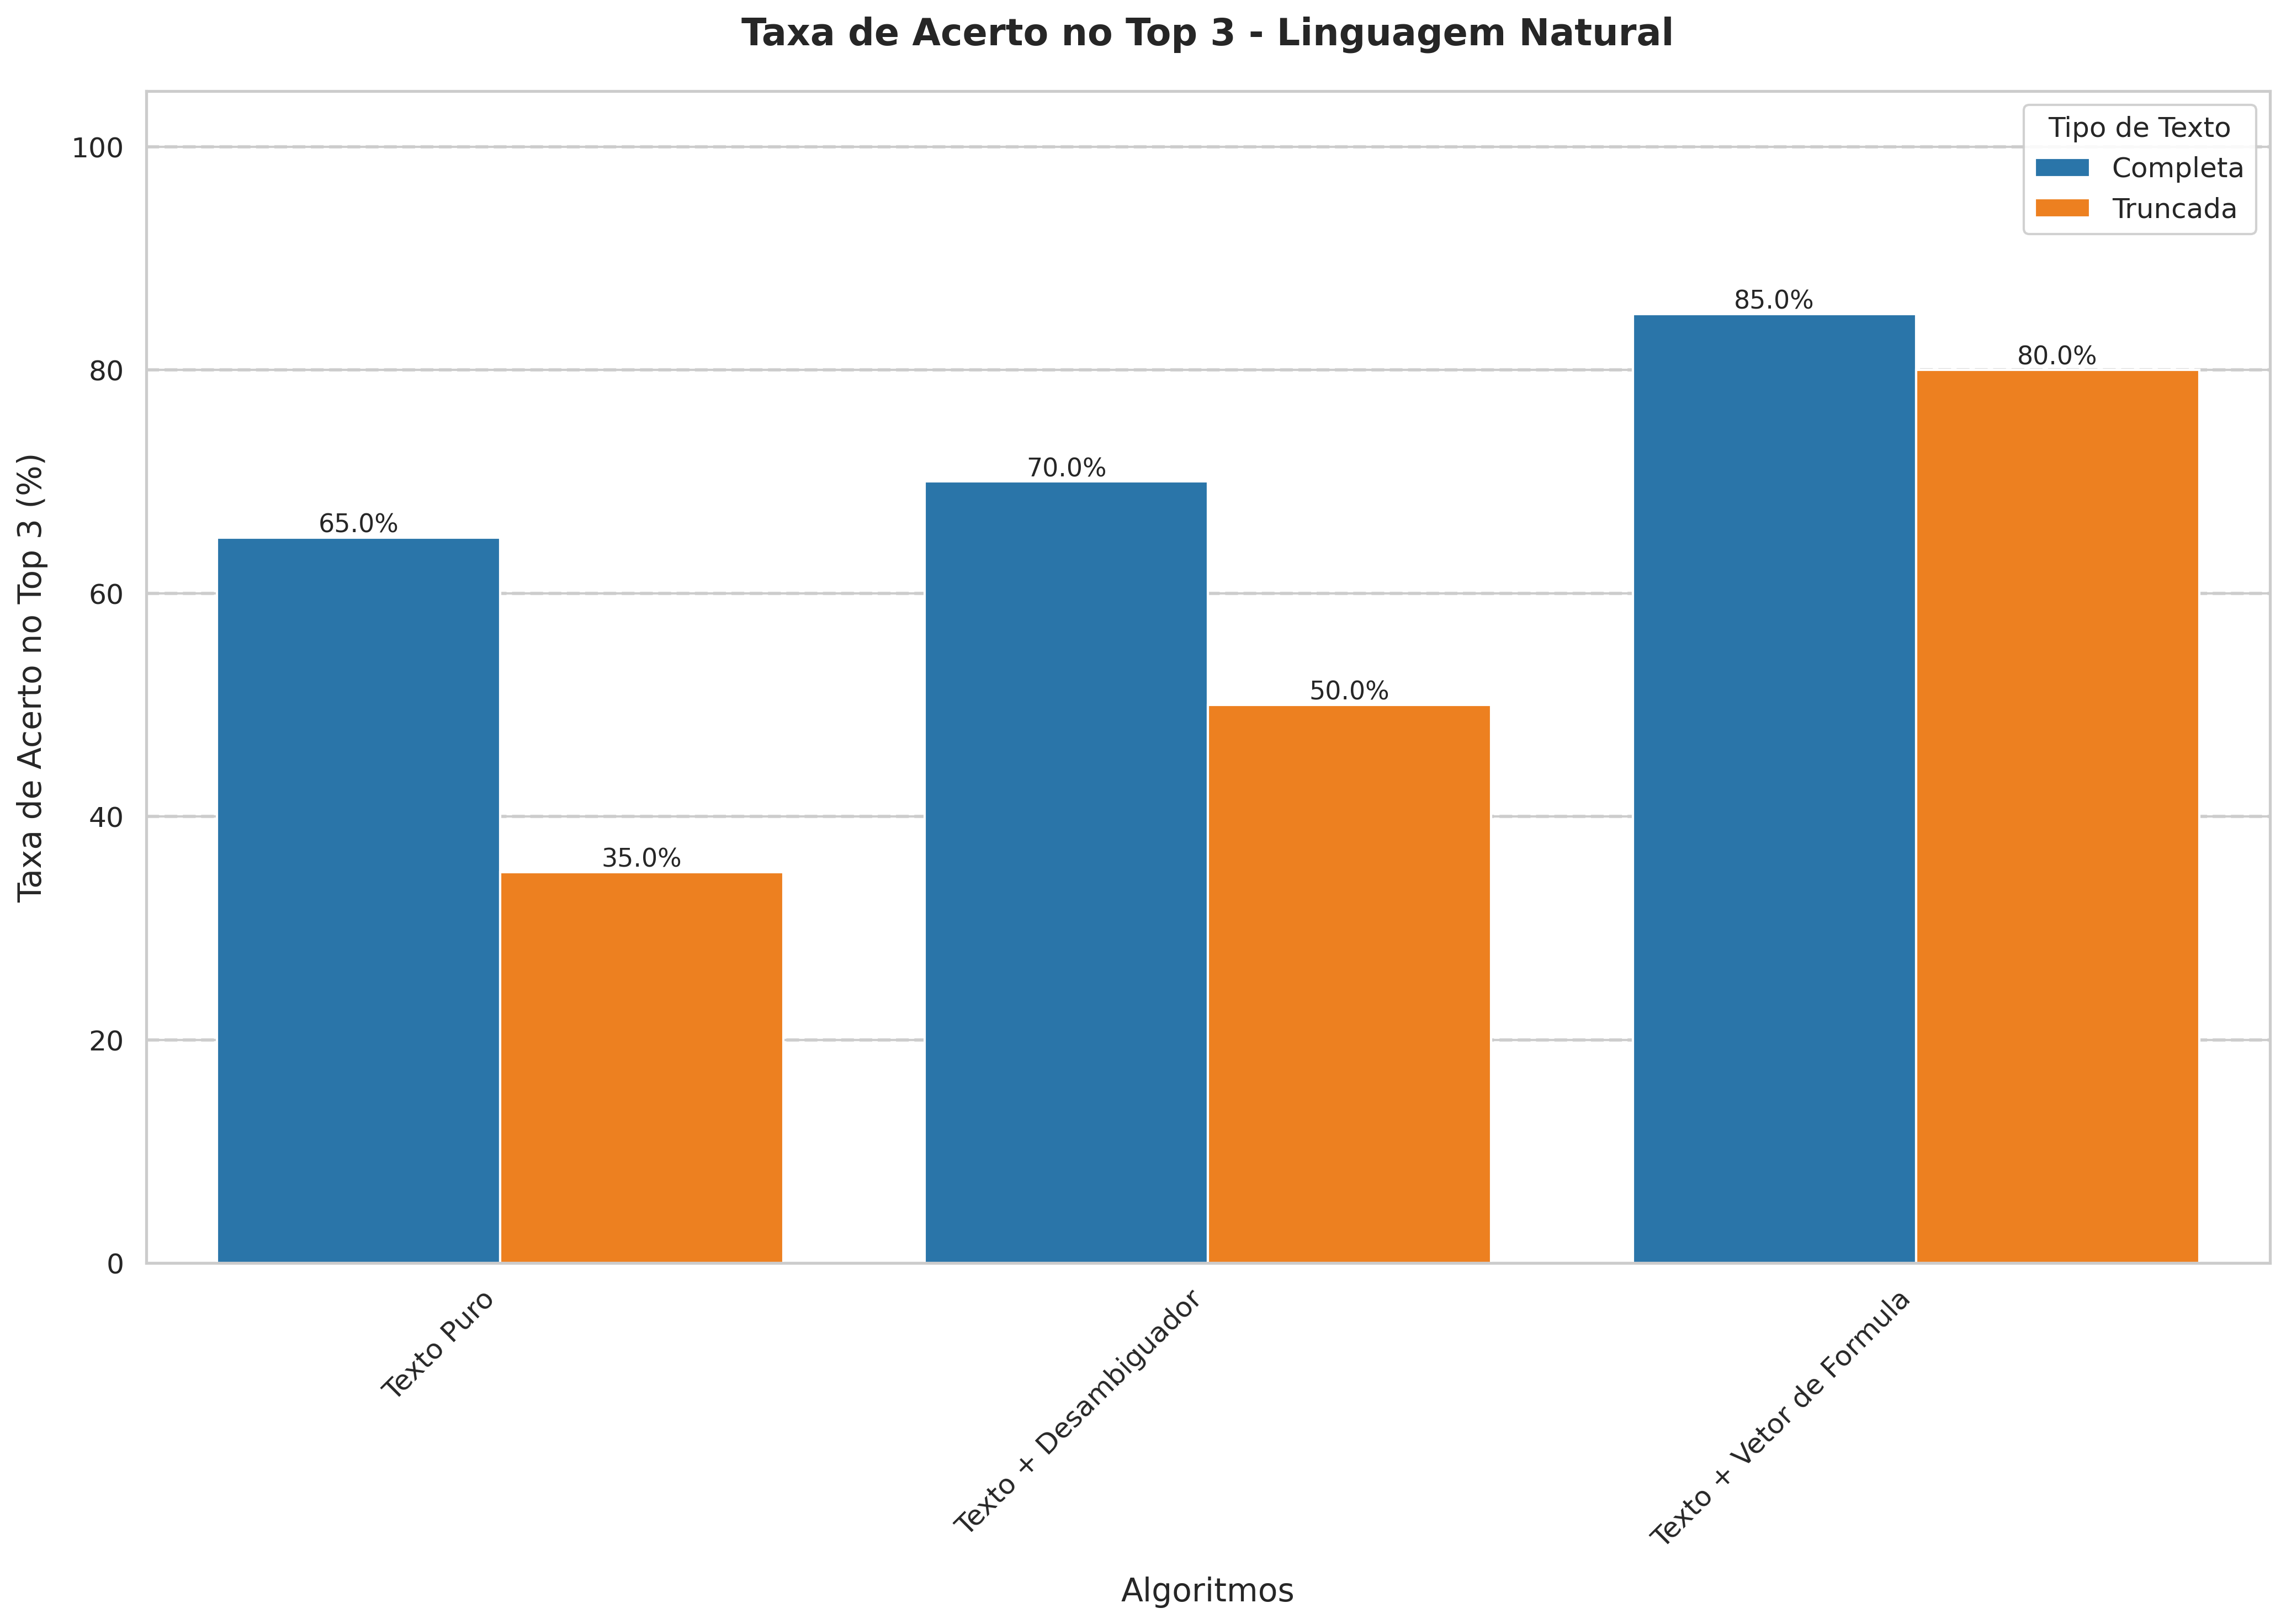 Taxa de Acerto no Top 3 - Linguagem Natural
Tipo de Texto
Completa
Truncada
Taxa de Acerto no Top 3 (%)
100
80
60
40
20
0
65.0%
35.0%
70.0%
50.0%
85.0%
80.0%
Texto Puro
Texto + Desambiguador
Texto + Vetor de Formula
Algoritmos